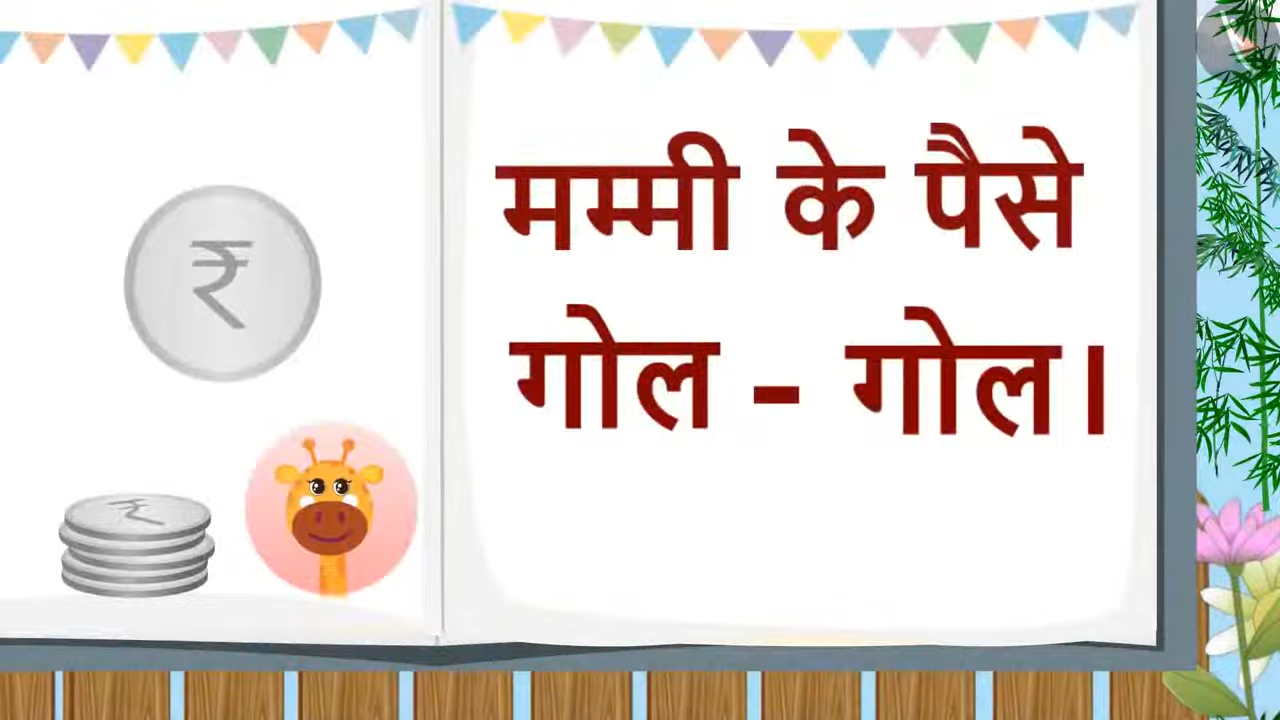 ₹
₹
मम्मी के पैसे
गोल - गोल।